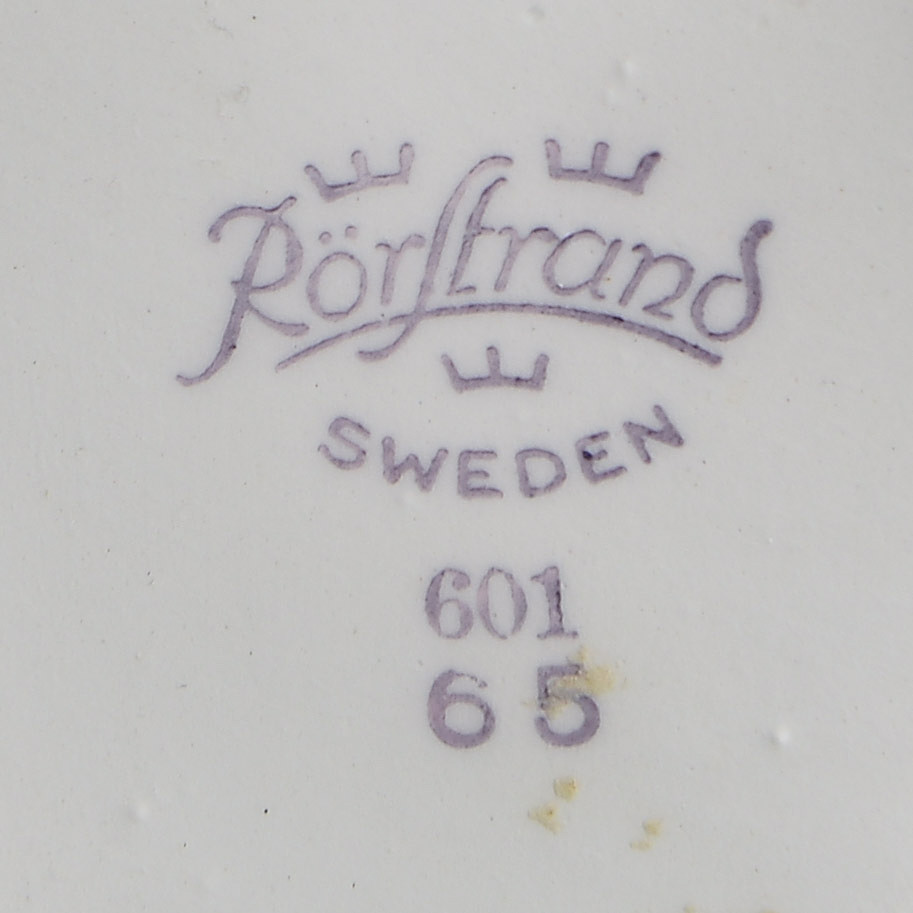 Rörstrand
SWEDEN
601
65